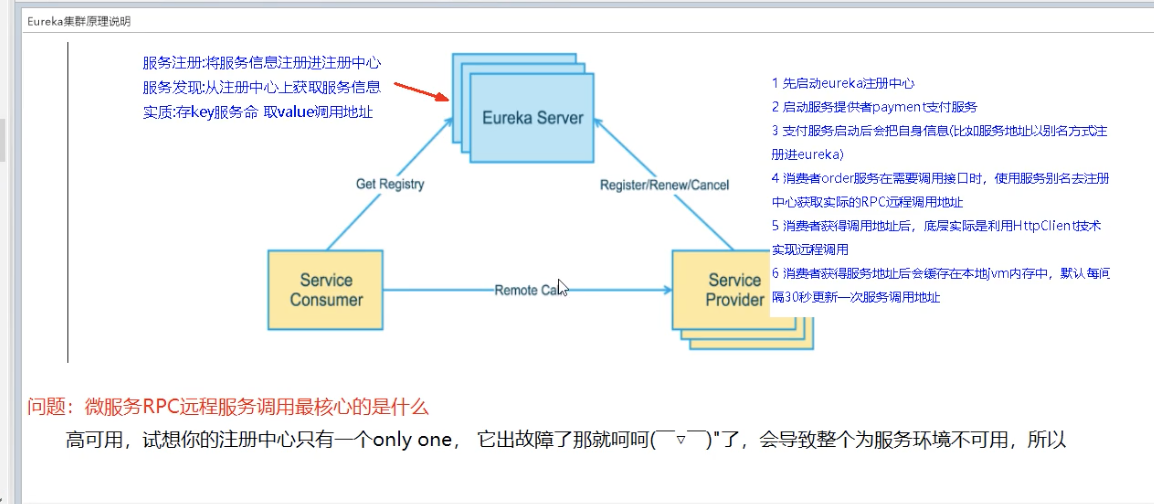 Eureka集群原理说明
服务注册:将服务信息注册进注册中心
服务发现:从注册中心上获取服务信息
实质:存key服务命 取value调用地址
Eureka Server
Get Registry
Register/Renew/Cancel
Service
Consumer
Remote Call
Service
Provider
1 先启动eureka注册中心
2 启动服务提供者payment支付服务
3 支付服务启动后会把自身信息(比如服务地址以别名方式注
册进eureka)
4 消费者order服务在需要调用接口时，使用服务别名去注册
中心获取实际的RPC远程调用地址
5 消费者获得调用地址后，底层实际是利用HttpClient技术
实现远程调用
6 消费者获得服务地址后会缓存在本地jvm内存中，默认每间
隔30秒更新一次服务调用地址
问题：微服务RPC远程服务调用最核心的是什么
高可用，试想你的注册中心只有一个only one， 它出故障了那就呵呵(￣▽￣)"了，会导致整个为服务环境不可用，所以